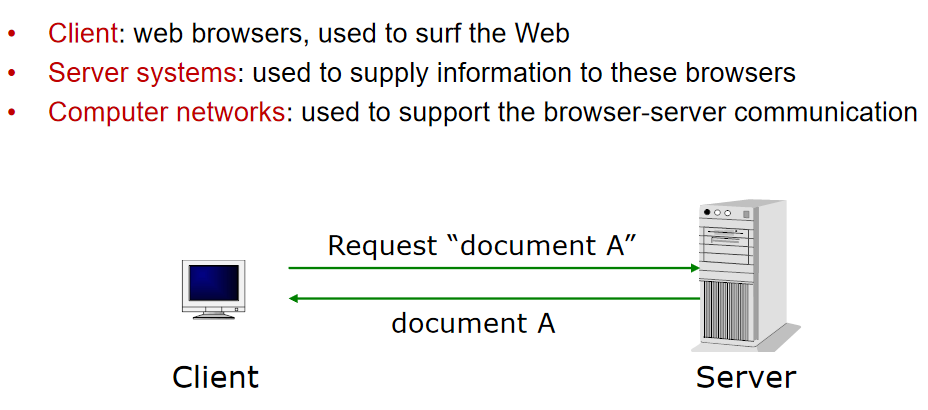 • Client: web browsers, used to surf the Web
• Server systems: used to supply information to these browsers
• Computer networks: used to support the browser-server communication
Request “document A”
document A
Client
Server